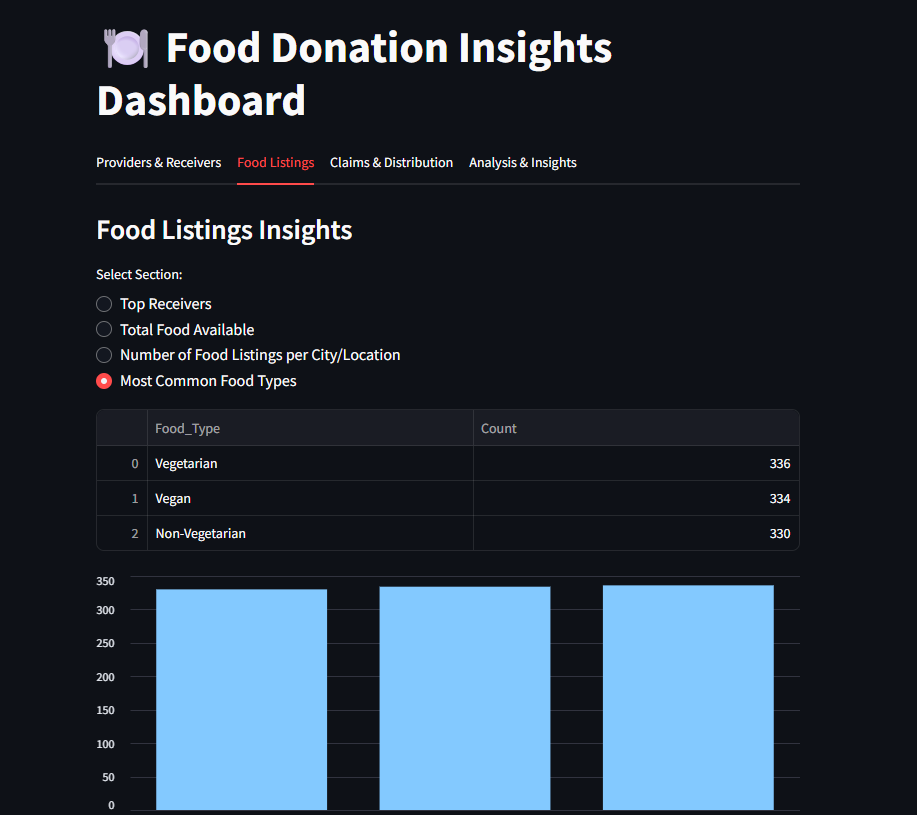 Food Donation Insights
Dashboard
Providers & Receivers Food Listings Claims & Distribution Analysis & Insights
Food Listings Insights
Select Section:
Top Receivers
Total Food Available
Number of Food Listings per City/Location
Most Common Food Types
Food_Type Count
0 Vegetarian 336
1 Vegan 334
2 Non-Vegetarian 330
350
300
250
200
150
100
50
0